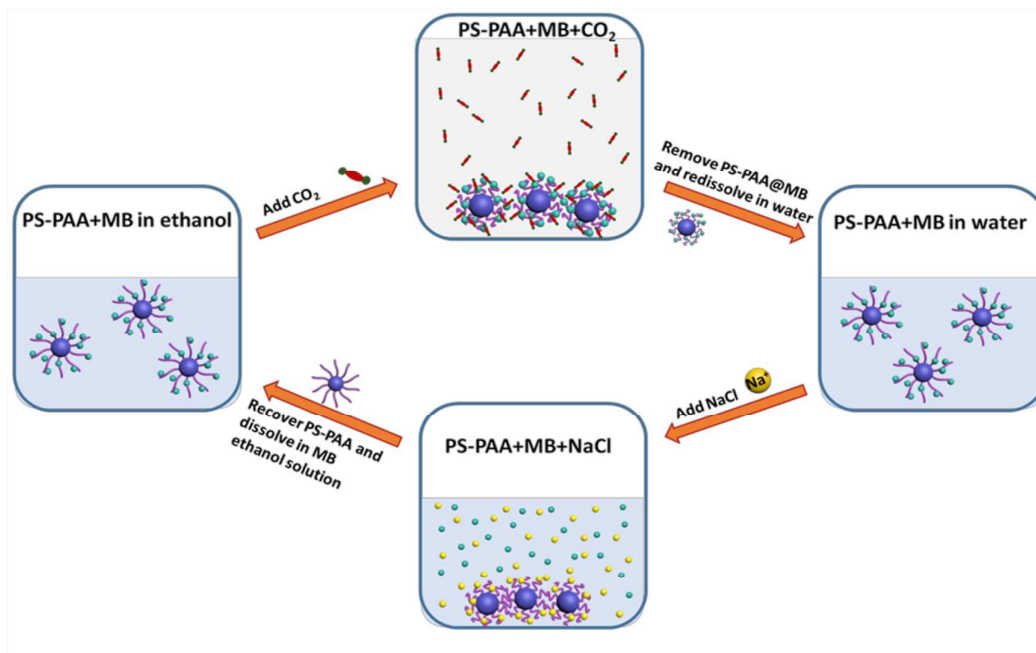 PS-PAA+MB+CO₂
Add CO₂
Remove PS-PAA@MB
and redissolve in water
PS-PAA+MB in ethanol
PS-PAA+MB in water
Add NaCl
Na⁺
Recover PS-PAA and
dissolve in MB
ethanol solution
PS-PAA+MB+NaCl